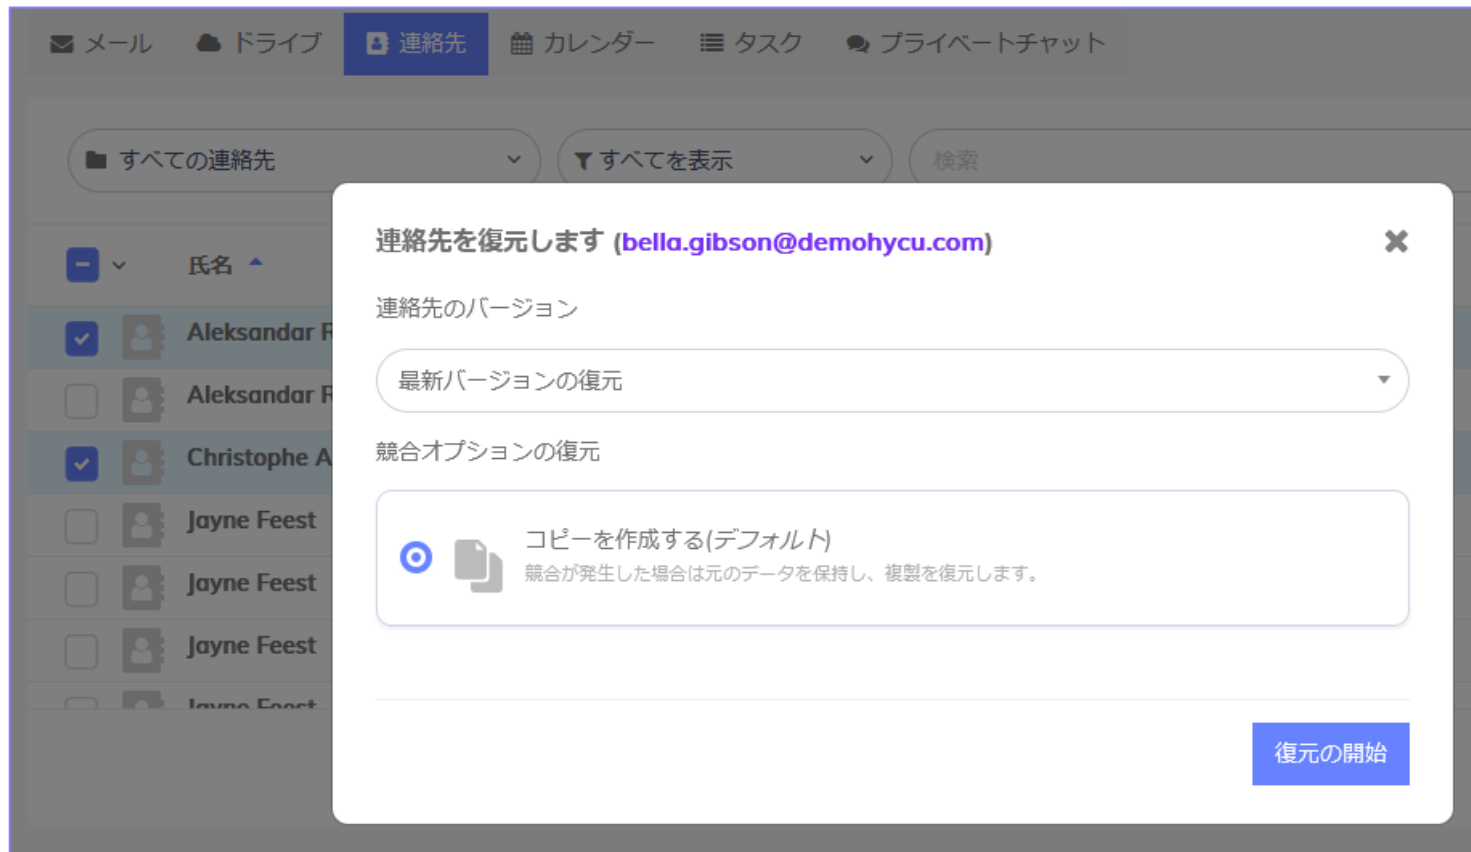 メール ドライブ 連絡先 カレンダー タスク プライベートチャット
すべての連絡先 すべてを表示 検索
連絡先を復元します (bella.gibson@demohycu.com)
氏名
連絡先のバージョン
Aleksandar R
最新バージョンの復元
Aleksandar R
競合オプションの復元
Christophe A
コピーを作成する(デフォルト)
競合が発生した場合は元のデータを保持し、複製を復元します。
Jayne Feest
Jayne Feest
Jayne Feest
Jayne Feest
復元の開始